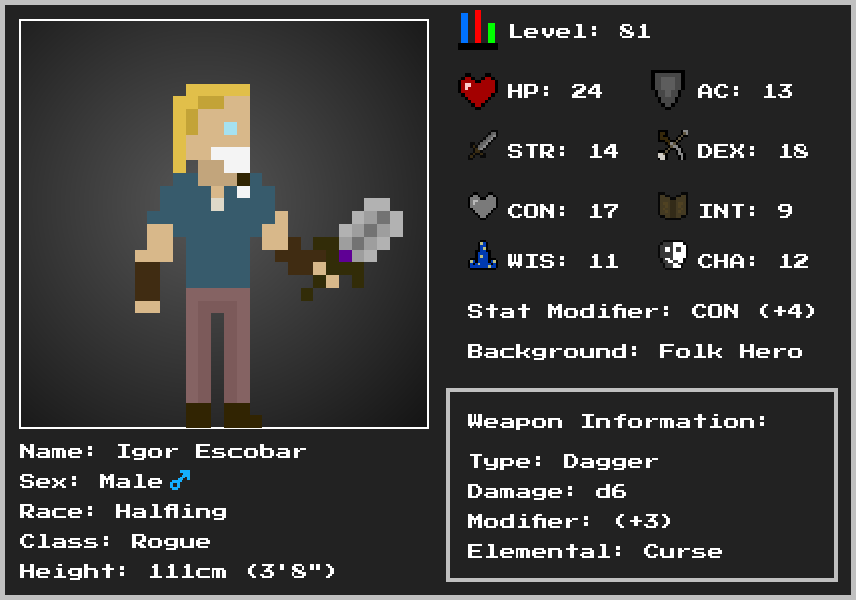 Level: 81
HP: 24 AC: 13
STR: 14 DEX: 18
CON: 17 INT: 9
WIS: 11 CHA: 12
Stat Modifier: CON (+4)
Background: Folk Hero
Weapon Information:
Type: Dagger
Damage: d6
Modifier: (+3)
Elemental: Curse
Name: Igor Escobar
Sex: Male♂
Race: Halfling
Class: Rogue
Height: 111cm (3'8")